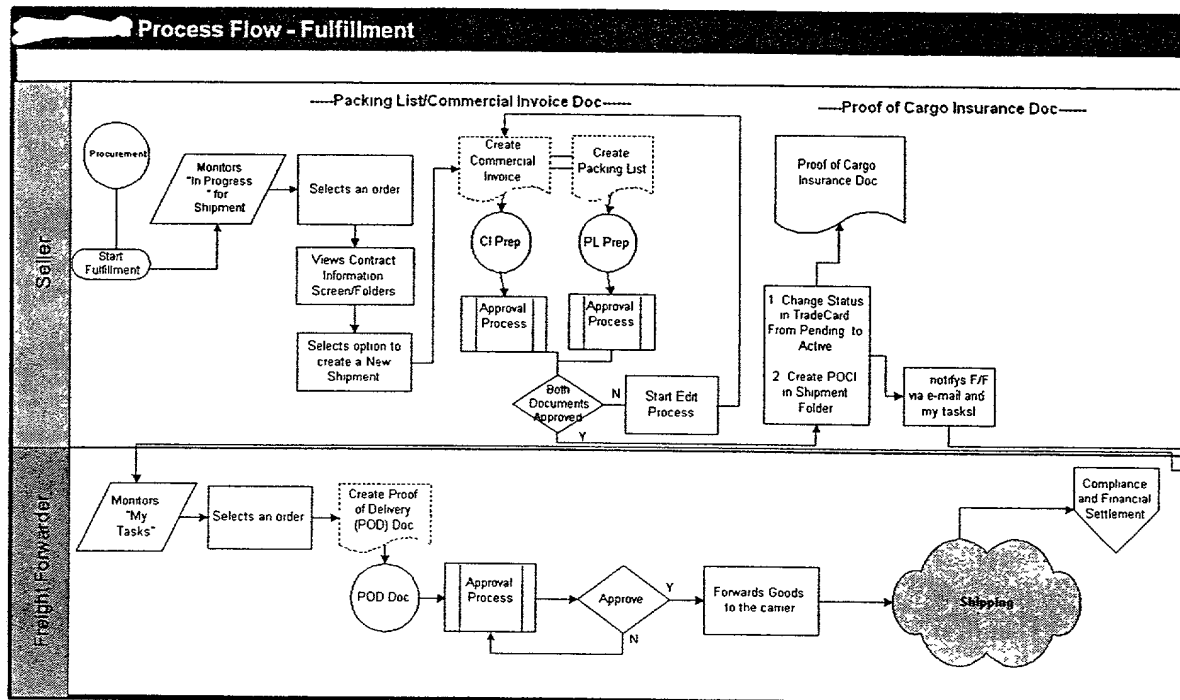 Process Flow - Fulfillment
-----Packing List/Commercial Invoice Doc------
-----Proof of Cargo Insurance Doc -----
Seller
Procurement
Start
Fulfillment
Monitors
"In Progress
" for
Shipment
Selects an order
Views Contract
Information
Screen/Folders
Selects option to
create a New
Shipment
Create
Commercial
Invoice
Create
Packing List
CI Prep
PL Prep
Approval
Process
Approval
Process
Both
Documents
Approved
N
Y
Start Edit
Process
Proof of Cargo
Insurance Doc
1 Change Status
in TradeCard
From Pending to
Active
2 Create POCI
in Shipment
Folder
notifys F/F
via e-mail and
my tasks!
Freight Forwarder
Monitors
"My
Tasks"
Selects an order
Create Proof
of Delivery
(POD) Doc
POD Doc
Approval
Process
Approve
Y
N
Forwards Goods
to the carrier
Shipping
Compliance
and Financial
Settlement